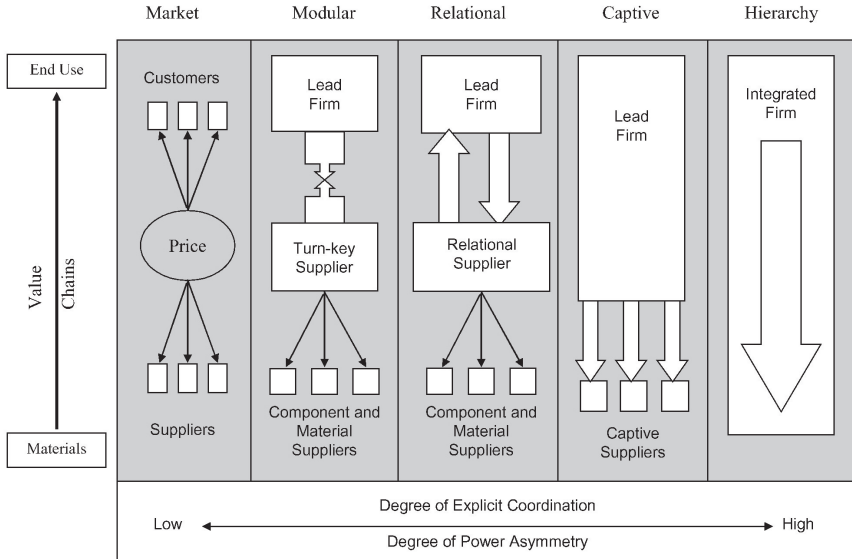 Market
Modular
Relational
Captive
Hierarchy
End Use
Value
Chains
Materials
Customers
Price
Suppliers
Lead
Firm
Turn-key
Supplier
Component and
Material
Suppliers
Lead
Firm
Relational
Supplier
Component and
Material
Suppliers
Lead
Firm
Captive
Suppliers
Integrated
Firm
Degree of Explicit Coordination
Low
High
Degree of Power Asymmetry